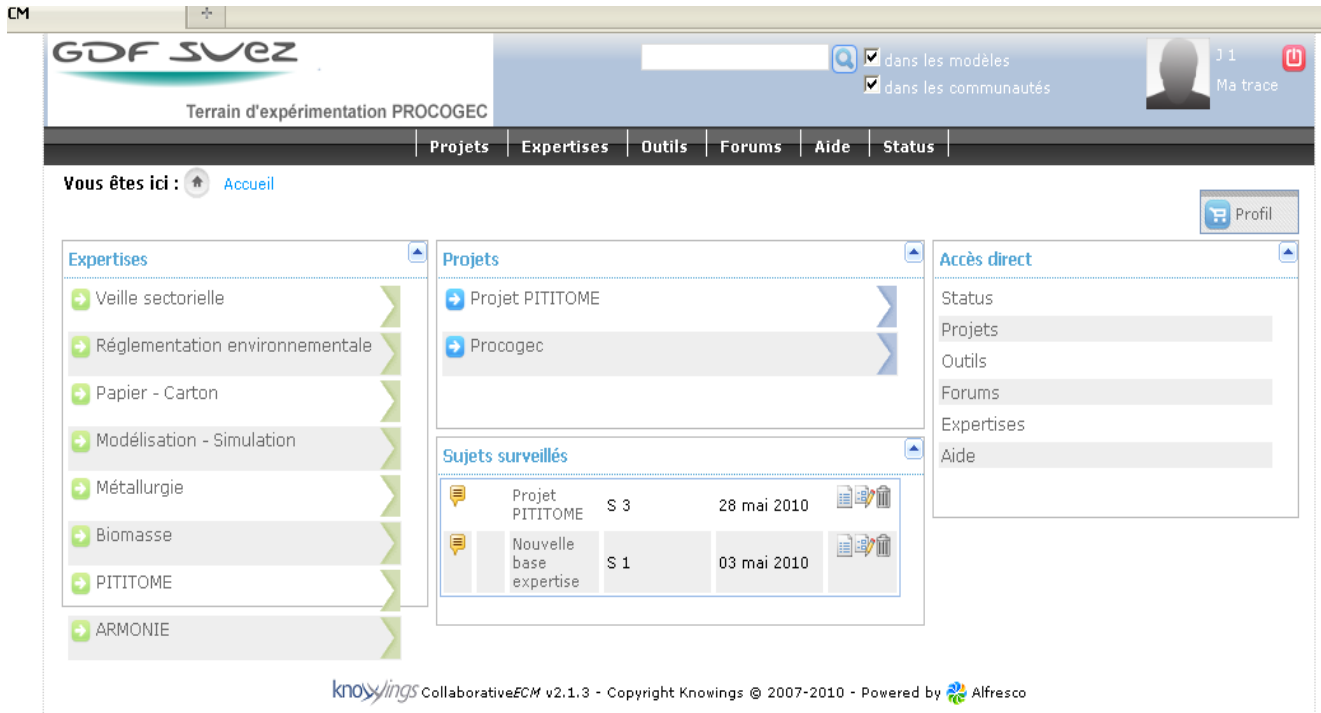 CM
GDF SUEZ
Terrain d'expérimentation PROCOGEC
dans les modèles
dans les communautés
J 1
Ma trace
Projets Expertises Outils Forums Aide Status
Vous êtes ici : Accueil
Profil
Expertises
Veille sectorielle
Réglementation environnementale
Papier - Carton
Modélisation - Simulation
Métallurgie
Biomasse
PITITOME
ARMONIE
Projets
Projet PITITOME
Procogec
Sujets surveillés
Projet
PITITOME
S 3
28 mai 2010
Nouvelle
base
expertise
S 1
03 mai 2010
Accès direct
Status
Projets
Outils
Forums
Expertises
Aide
knowings CollaborativeECM v2.1.3 - Copyright Knowings © 2007-2010 - Powered by Alfresco